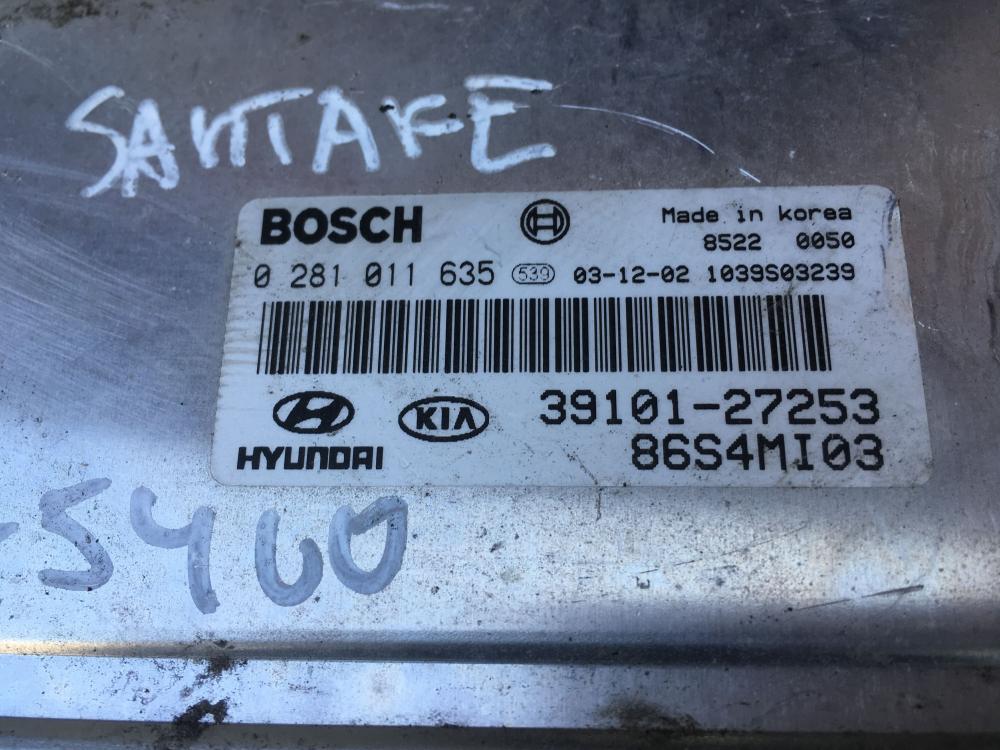 SANTAFE
BOSCH Made in korea
8522 0050
0 281 011 635 539 03-12-02 1039S03239
HYUNDAI KIA 39101-27253
86S4MI03
5460